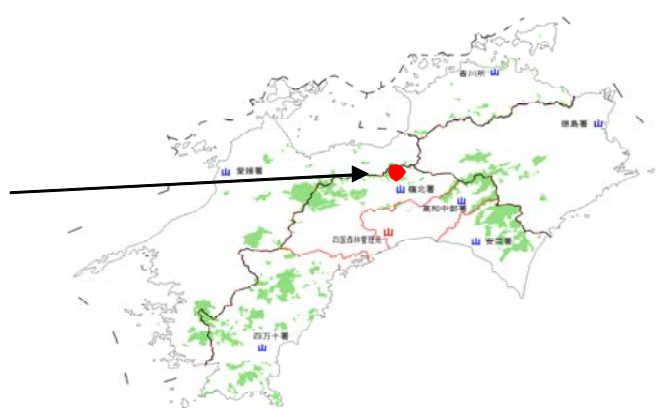 香川所
徳島署
愛媛署
嶺北署
高知中部署
四国森林管理局
安芸署
四万十署